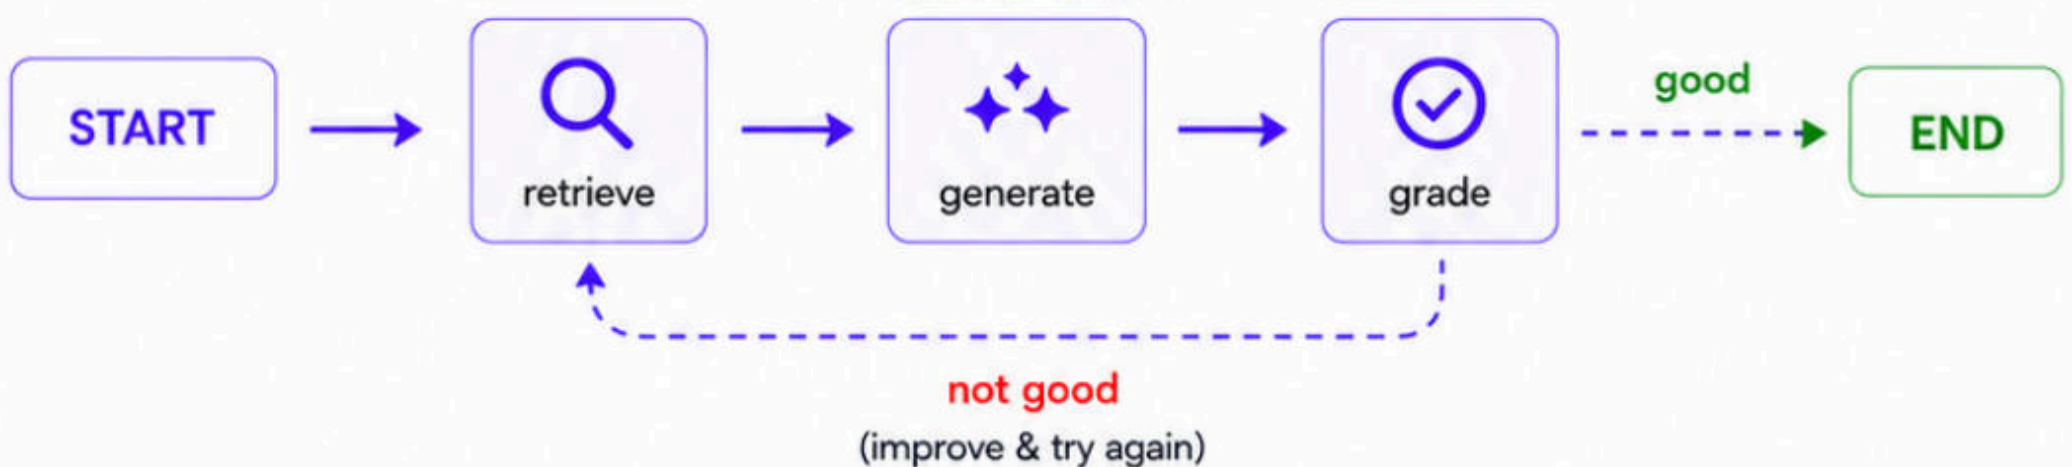 START
retrieve
generate
grade
good
END
not good
(improve & try again)